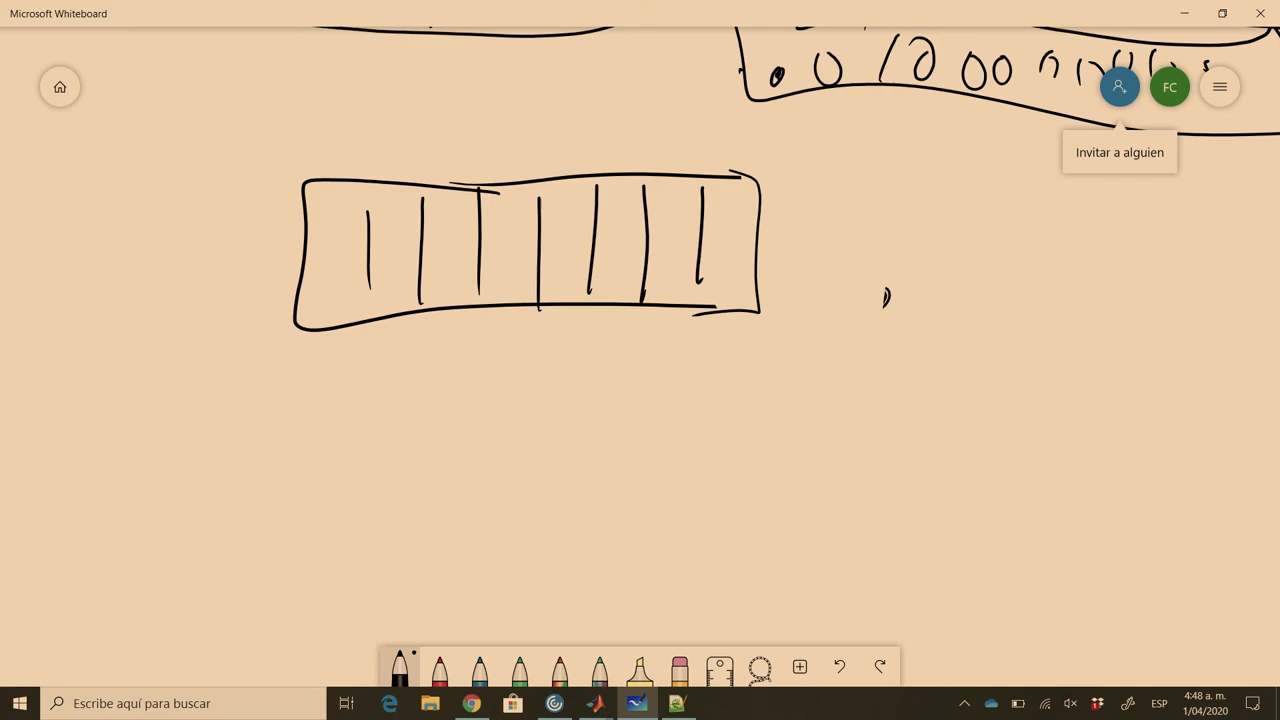 Microsoft Whiteboard
FC
Invitar a alguien
Escribe aquí para buscar
ESP
4:48 a. m.
1/04/2020